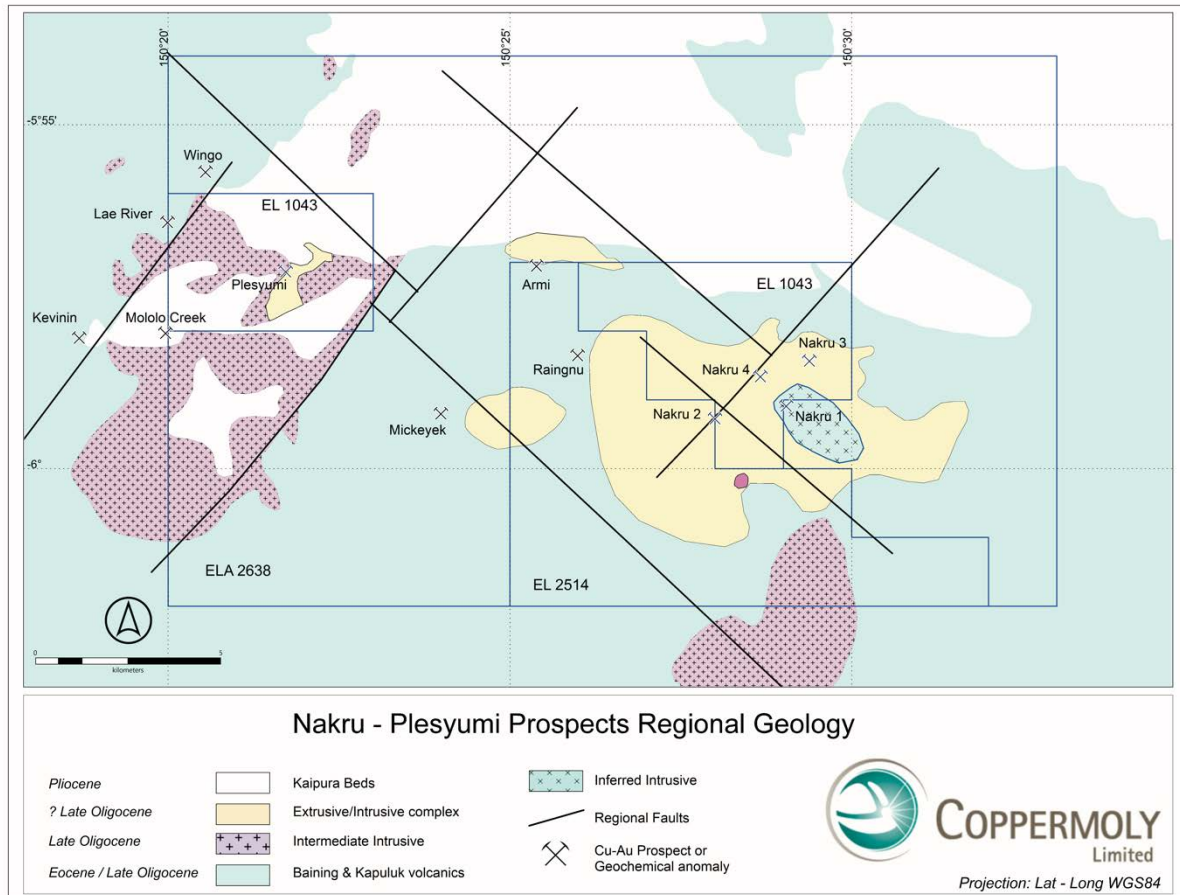 150°20'
150°25'
150°30'
-5°55'
Wingo
EL 1043
Lae River
Plesyumi
Armi
EL 1043
Kevinin
Mololo Creek
Raingnu
Nakru 3
Nakru 4
Mickeyek
Nakru 2
Nakru 1
-6°
ELA 2638
EL 2514
0 5
kilometers
Nakru - Plesyumi Prospects Regional Geology
Pliocene Kaipura Beds
? Late Oligocene Extrusive/Intrusive complex
Late Oligocene Intermediate Intrusive
Eocene / Late Oligocene Baining & Kapuluk volcanics
Inferred Intrusive
Regional Faults
Cu-Au Prospect or
Geochemical anomaly
COPPERMOLY
Limited
Projection: Lat - Long WGS84